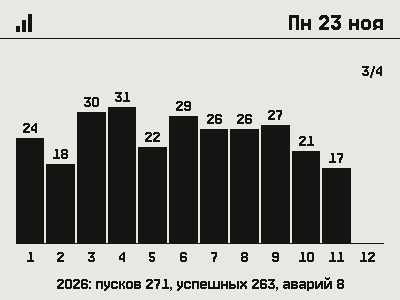 Пн 23 ноя
3/4
24 18 30 31 22 29 26 26 27 21 17
1 2 3 4 5 6 7 8 9 10 11 12
2026: пусков 271, успешных 263, аварий 8